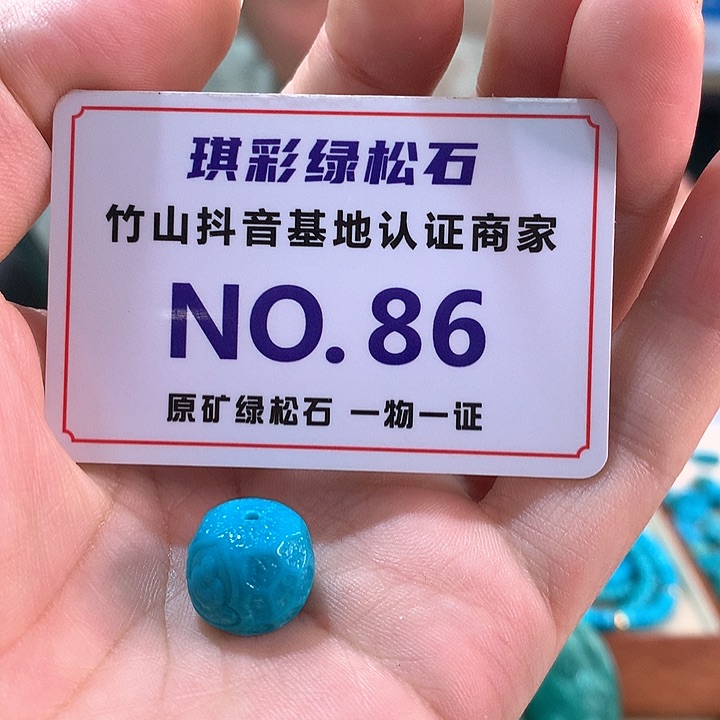 琪彩绿松石
竹山抖音基地认证商家
NO.86
原矿绿松石 一物一证